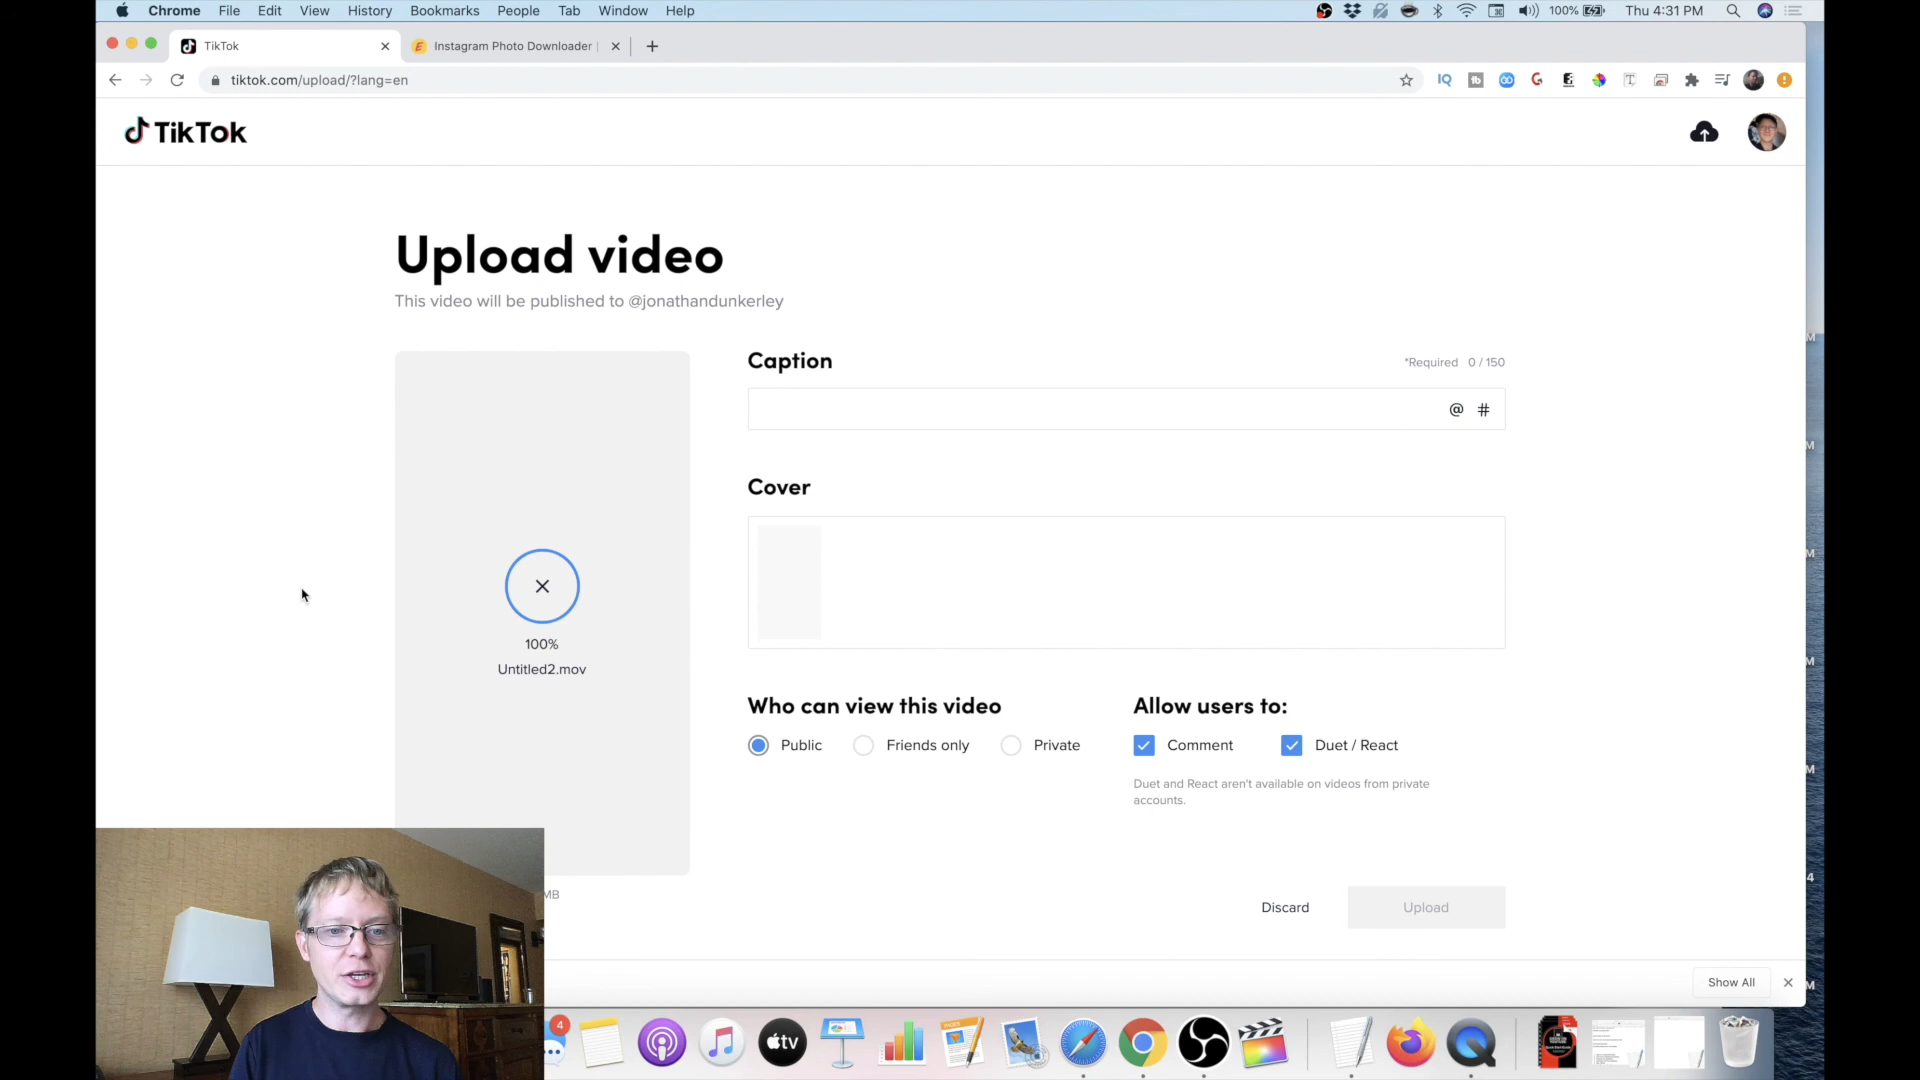 Chrome File Edit View History Bookmarks People Tab Window Help 100% Thu 4:31 PM
TikTok Instagram Photo Downloader
tiktok.com/upload/?lang=en
TikTok
Upload video
This video will be published to @jonathandunkerley
Caption *Required 0 / 150
@ #
Cover
100%
Untitled2.mov
Who can view this video Allow users to:
Public Friends only Private Comment Duet / React
Duet and React aren't available on videos from private
accounts.
MB
Discard Upload
Show All
4
tv